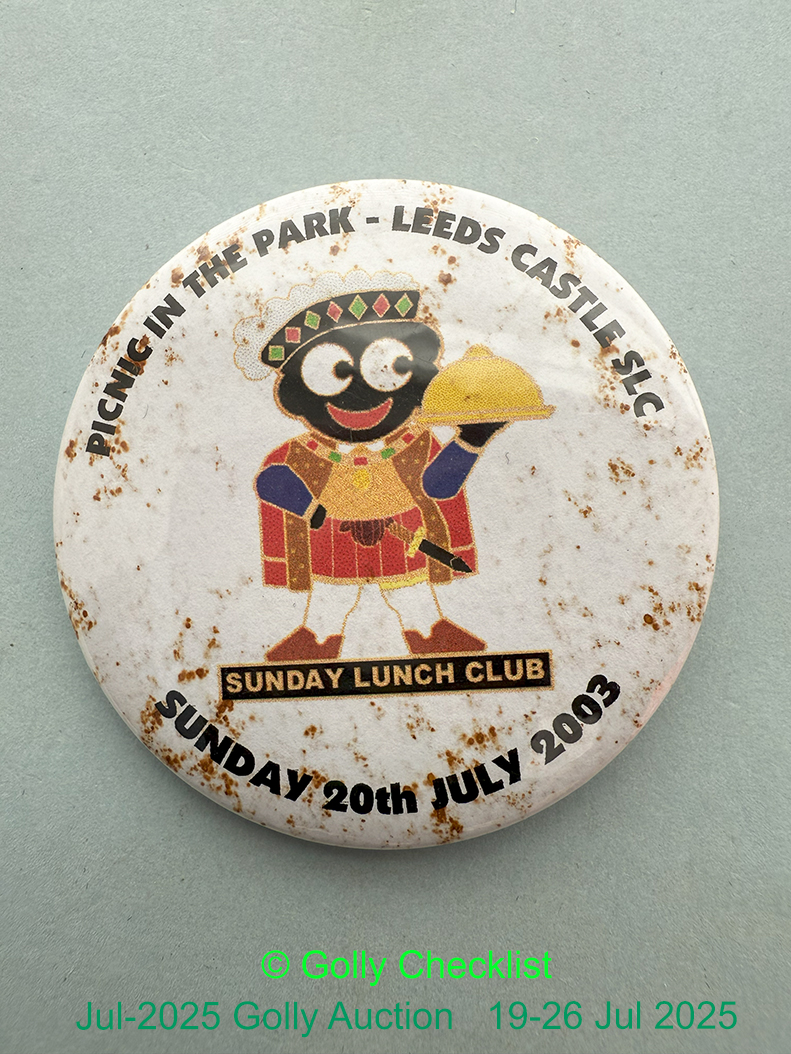 PICNIC IN THE PARK - LEEDS CASTLE SLC
SUNDAY LUNCH CLUB
SUNDAY 20th JULY 2003
© Golly Checklist
Jul-2025 Golly Auction 19-26 Jul 2025